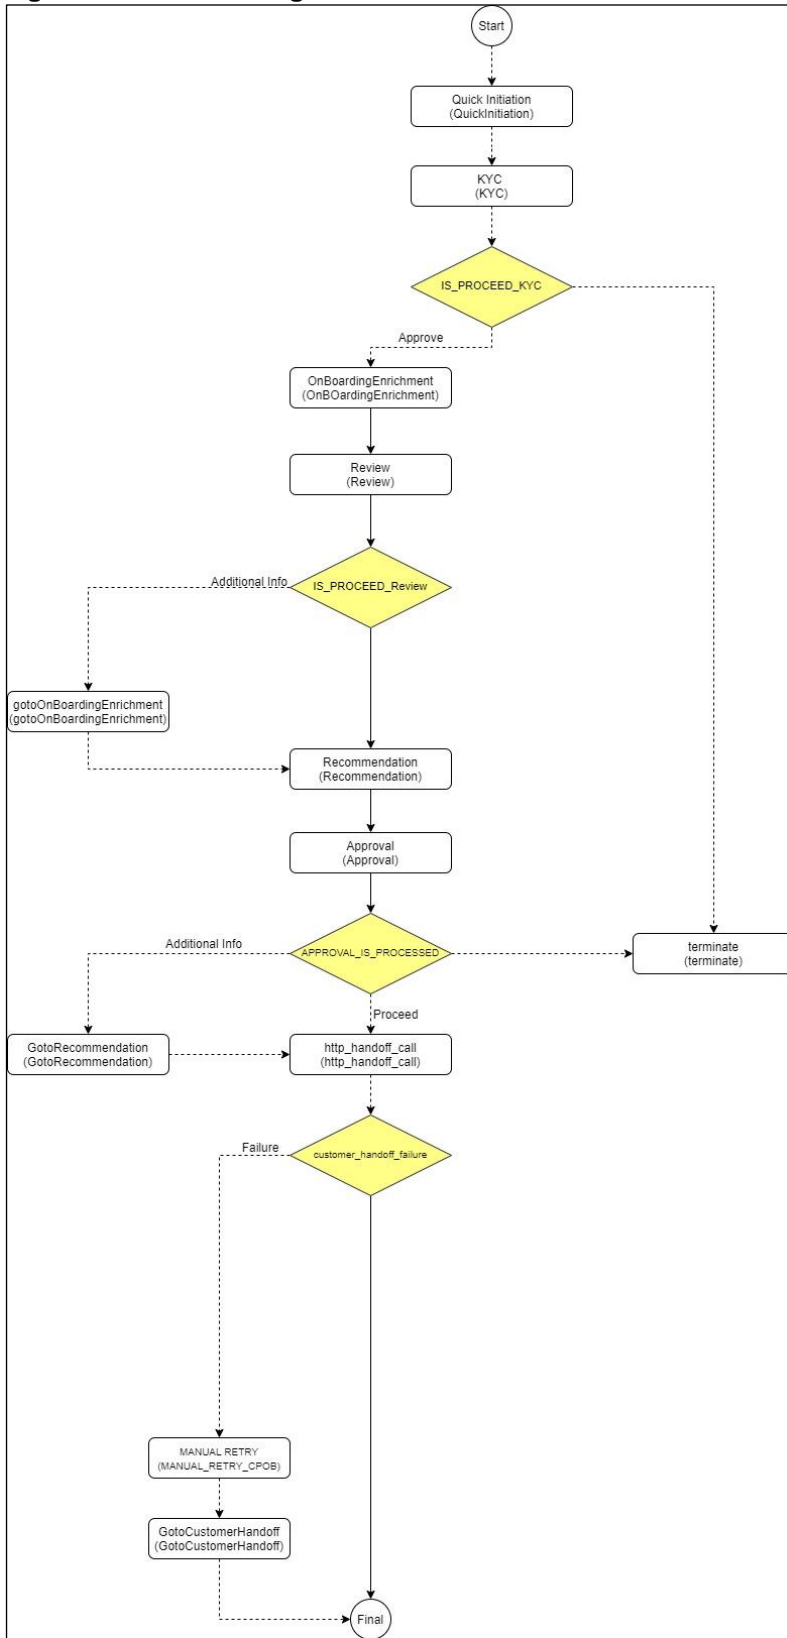 Start
Quick Initiation
(QuickInitiation)
KYC
(KYC)
IS_PROCEED_KYC
Approve
OnBoardingEnrichment
(OnBOardingEnrichment)
Review
(Review)
Additional Info
IS_PROCEED_Review
gotoOnBoardingEnrichment
(gotoOnBoardingEnrichment)
Recommendation
(Recommendation)
Approval
(Approval)
Additional Info
APPROVAL_IS_PROCESSED
terminate
(terminate)
Proceed
GotoRecommendation
(GotoRecommendation)
http_handoff_call
(http_handoff_call)
Failure
customer_handoff_failure
MANUAL RETRY
(MANUAL_RETRY_CPOB)
GotoCustomerHandoff
(GotoCustomerHandoff)
Final